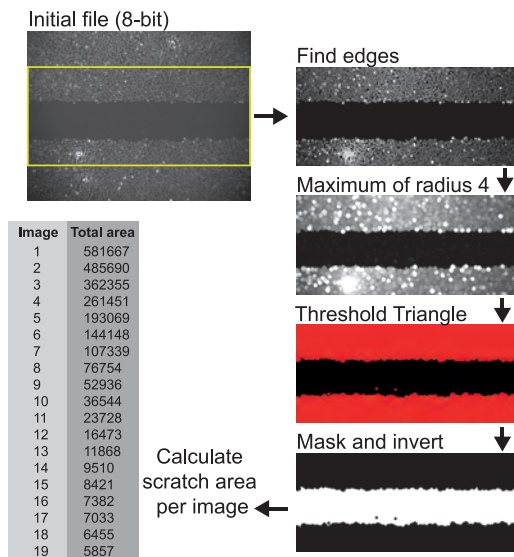 Initial file (8-bit)
Find edges
Maximum of radius 4
Threshold Triangle
Mask and invert
Calculate
scratch area
per image
Image Total area
1 581667
2 485690
3 362355
4 261451
5 193069
6 144148
7 107339
8 76754
9 52936
10 36544
11 23728
12 16473
13 11868
14 9510
15 8421
16 7382
17 7033
18 6455
19 5857